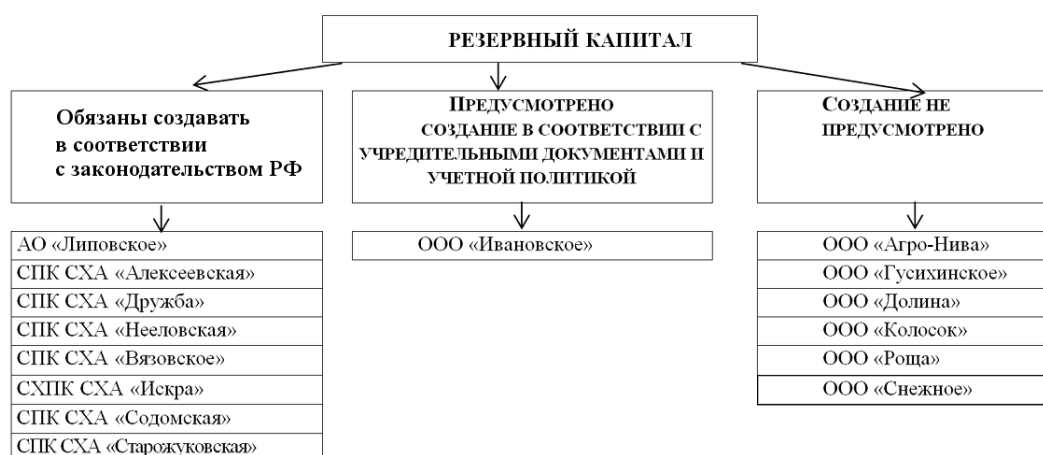 РЕЗЕРВНЫЙ КАПИТАЛ
Обязаны создавать
в соответствии
с законодательством РФ
ПРЕДУСМОТРЕНО
СОЗДАНИЕ В СООТВЕТСТВИИ С
УЧРЕДИТЕЛЬНЫМИ ДОКУМЕНТАМИ И
УЧЕТНОЙ ПОЛИТИКОЙ
СОЗДАНИЕ НЕ
ПРЕДУСМОТРЕНО
АО «Липовское»
СПК СХА «Алексеевская»
СПК СХА «Дружба»
СПК СХА «Нееловская»
СПК СХА «Вязовское»
СХПК СХА «Искра»
СПК СХА «Содомская»
СПК СХА «Старожуковская»
ООО «Ивановское»
ООО «Агро-Нива»
ООО «Гусихинское»
ООО «Долина»
ООО «Колосок»
ООО «Роща»
ООО «Снежное»